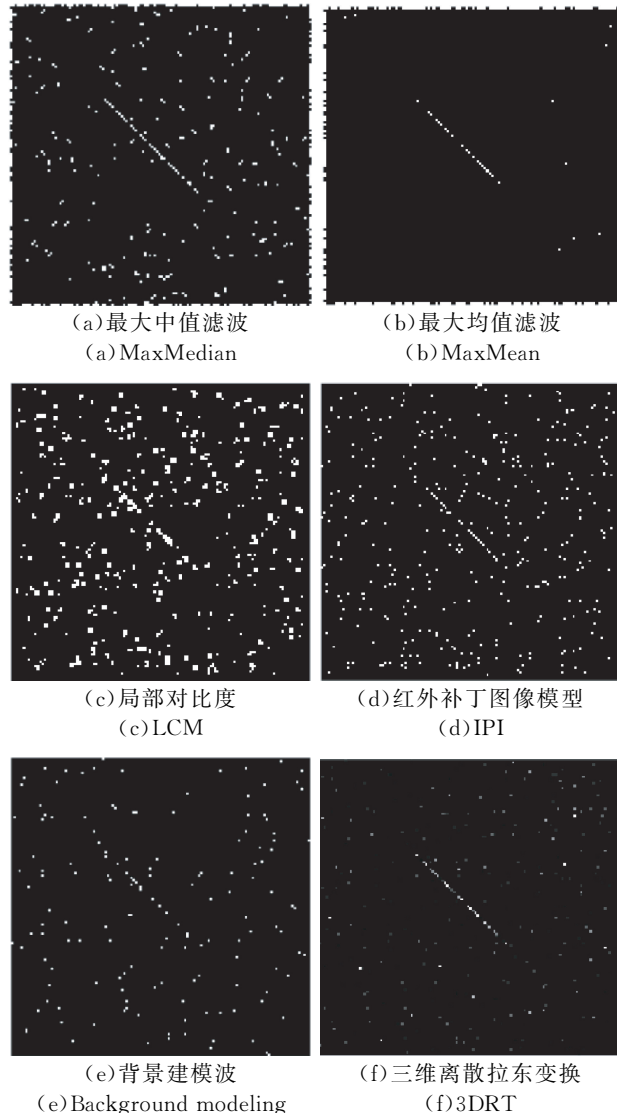 (a)最大中值滤波
(a)MaxMedian
(b)最大均值滤波
(b)MaxMean
(c)局部对比度
(c)LCM
(d)红外补丁图像模型
(d)IPI
(e)背景建模波
(e)Background modeling
(f)三维离散拉东变换
(f)3DRT